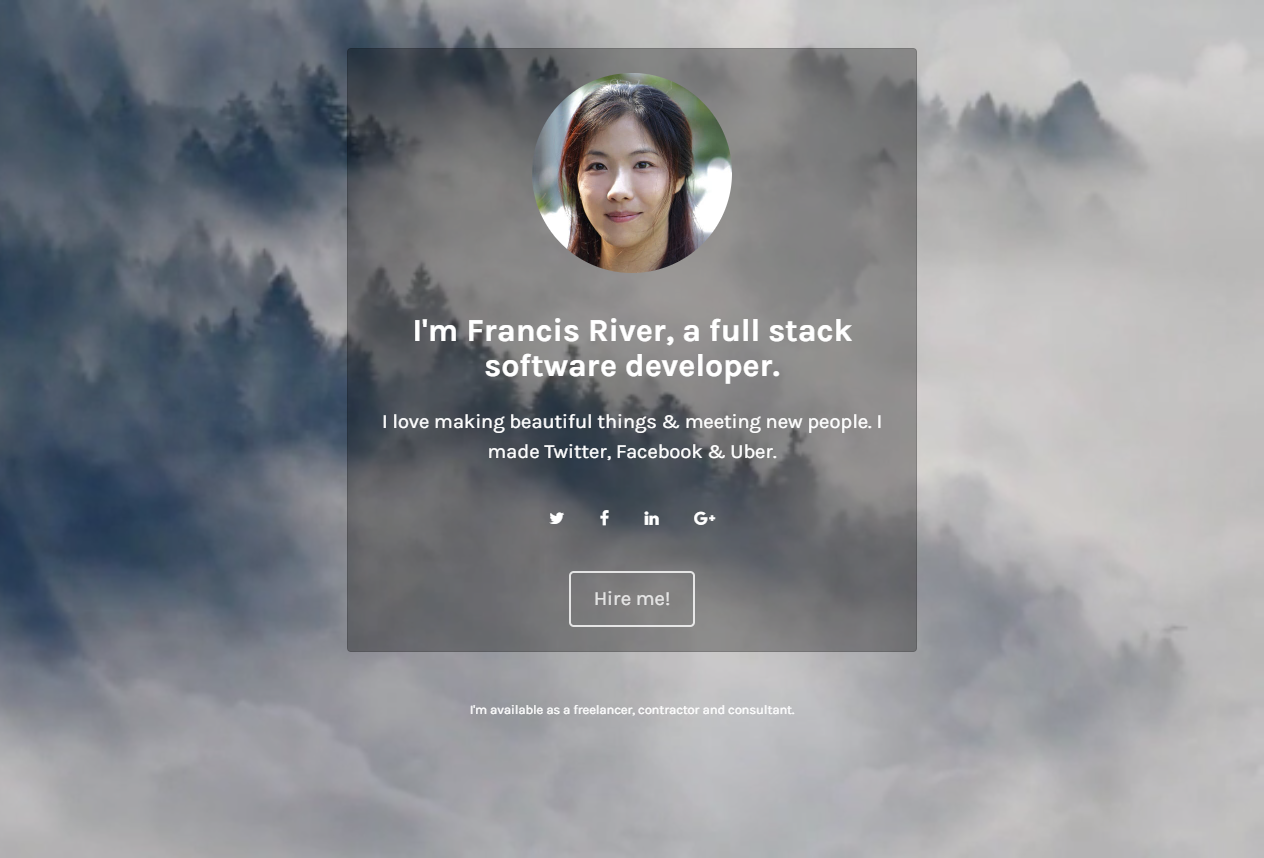 I'm Francis River, a full stack
software developer.
I love making beautiful things & meeting new people. I
made Twitter, Facebook & Uber.
Hire me!
I'm available as a freelancer, contractor and consultant.